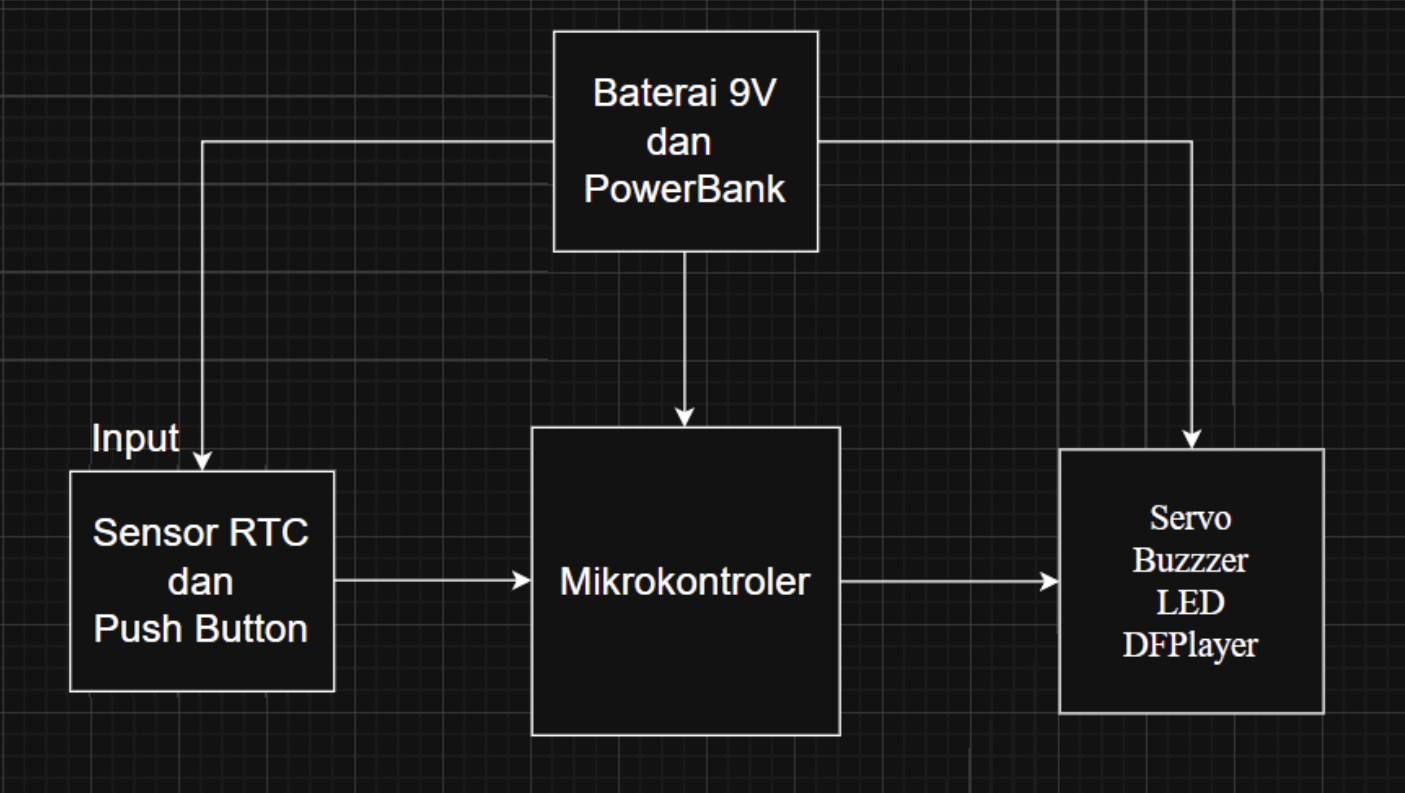 Baterai 9V
dan
PowerBank
Input
Sensor RTC
dan
Push Button
Mikrokontroler
Servo
Buzzzer
LED
DFPlayer